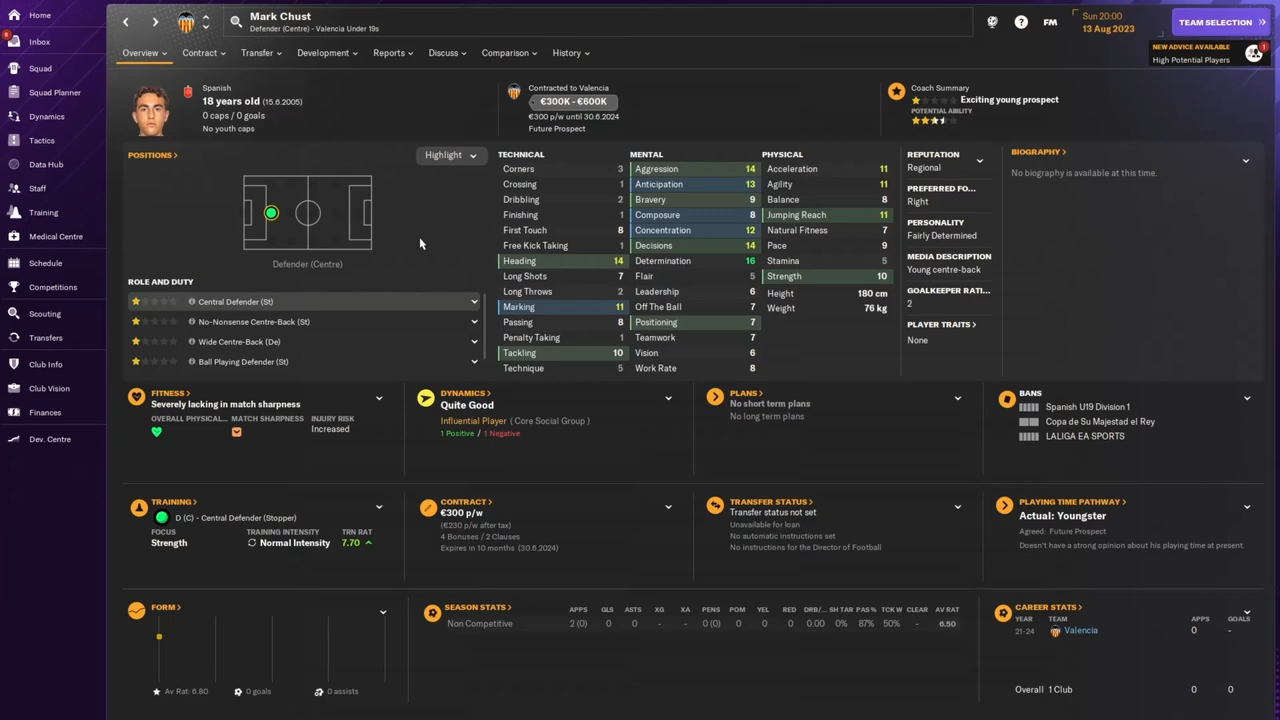 Home
6
Inbox
Squad
Squad Planner
Dynamics
Tactics
Data Hub
Staff
Training
Medical Centre
Schedule
Competitions
Scouting
Transfers
Club Info
Club Vision
Finances
Dev. Centre
Mark Chust
Defender (Centre) - Valencia Under 19s
?
FM
Sun 20:00
13 Aug 2023
TEAM SELECTION
NEW ADVICE AVAILABLE
High Potential Players
1
Overview
Contract
Transfer
Development
Reports
Discuss
Comparison
History
Spanish
18 years old (15.6.2005)
0 caps / 0 goals
No youth caps
Contracted to Valencia
€300K - €600K
€300 p/w until 30.6.2024
Future Prospect
Coach Summary
Exciting young prospect
POTENTIAL ABILITY
POSITIONS >
Highlight
Defender (Centre)
ROLE AND DUTY
Central Defender (St)
No-Nonsense Centre-Back (St)
Wide Centre-Back (De)
Ball Playing Defender (St)
TECHNICAL
Corners 3
Crossing 1
Dribbling 2
Finishing 1
First Touch 8
Free Kick Taking 1
Heading 14
Long Shots 7
Long Throws 2
Marking 11
Passing 8
Penalty Taking 1
Tackling 10
Technique 5
MENTAL
Aggression 14
Anticipation 13
Bravery 9
Composure 8
Concentration 12
Decisions 14
Determination 16
Flair 5
Leadership 6
Off The Ball 7
Positioning 7
Teamwork 7
Vision 6
Work Rate 8
PHYSICAL
Acceleration 11
Agility 11
Balance 8
Jumping Reach 11
Natural Fitness 7
Pace 9
Stamina 5
Strength 10
Height 180 cm
Weight 76 kg
REPUTATION
Regional
PREFERRED FO...
Right
PERSONALITY
Fairly Determined
MEDIA DESCRIPTION
Young centre-back
GOALKEEPER RATI...
2
PLAYER TRAITS >
None
BIOGRAPHY >
No biography is available at this time.
FITNESS >
Severely lacking in match sharpness
OVERALL PHYSICAL... MATCH SHARPNESS INJURY RISK
Increased
DYNAMICS >
Quite Good
Influential Player ( Core Social Group )
1 Positive / 1 Negative
PLANS >
No short term plans
No long term plans
BANS
Spanish U19 Division 1
Copa de Su Majestad el Rey
LALIGA EA SPORTS
TRAINING >
D (C) - Central Defender (Stopper)
FOCUS TRAINING INTENSITY TRN RAT
Strength Normal Intensity 7.70
CONTRACT >
€300 p/w
(€230 p/w after tax)
4 Bonuses / 2 Clauses
Expires in 10 months (30.6.2024)
TRANSFER STATUS >
Transfer status not set
Unavailable for loan
No automatic instructions set
No instructions for the Director of Football
PLAYING TIME PATHWAY >
Actual: Youngster
Agreed: Future Prospect
Doesn't have a strong opinion about his playing time at present.
FORM >
Av Rat: 6.80 0 goals 0 assists
SEASON STATS > APPS GLS ASTS XG XA PENS POM YEL RED DRB/... SH TAR PAS % TCK W CLEAR AV RAT
Non Competitive 2 (0) 0 0 - - 0 (0) 0 0 0 0.00 0% 87% 50% - 6.50
CAREER STATS >
YEAR TEAM APPS GOALS
21-24 Valencia 0 -
Overall 1 Club 0 0